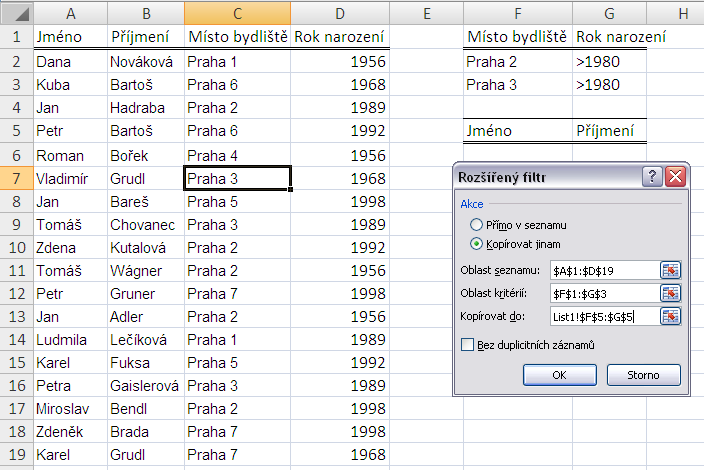 A B C D E F G H
1 Jméno Příjmení Místo bydliště Rok narození Místo bydliště Rok narození
2 Dana Nováková Praha 1 1956 Praha 2 >1980
3 Kuba Bartoš Praha 6 1968 Praha 3 >1980
4 Jan Hadraba Praha 2 1989
5 Petr Bartoš Praha 6 1992 Jméno Příjmení
6 Roman Bořek Praha 4 1956
7 Vladimír Grudl Praha 3 1968
8 Jan Bareš Praha 5 1998
9 Tomáš Chovanec Praha 3 1989
10 Zdena Kutalová Praha 2 1992
11 Tomáš Wágner Praha 2 1956
12 Petr Gruner Praha 7 1998
13 Jan Adler Praha 2 1956
14 Ludmila Lečíková Praha 1 1989
15 Karel Fuksa Praha 5 1992
16 Petra Gaislerová Praha 3 1989
17 Miroslav Bendl Praha 2 1998
18 Zdeněk Brada Praha 7 1998
19 Karel Grudl Praha 7 1968
Rozšířený filtr
Akce
Přímo v seznamu
Kopírovat jinam
Oblast seznamu: $A$1:$D$19
Oblast kritérií: $F$1:$G$3
Kopírovat do: List1!$F$5:$G$5
Bez duplicitních záznamů
OK Storno